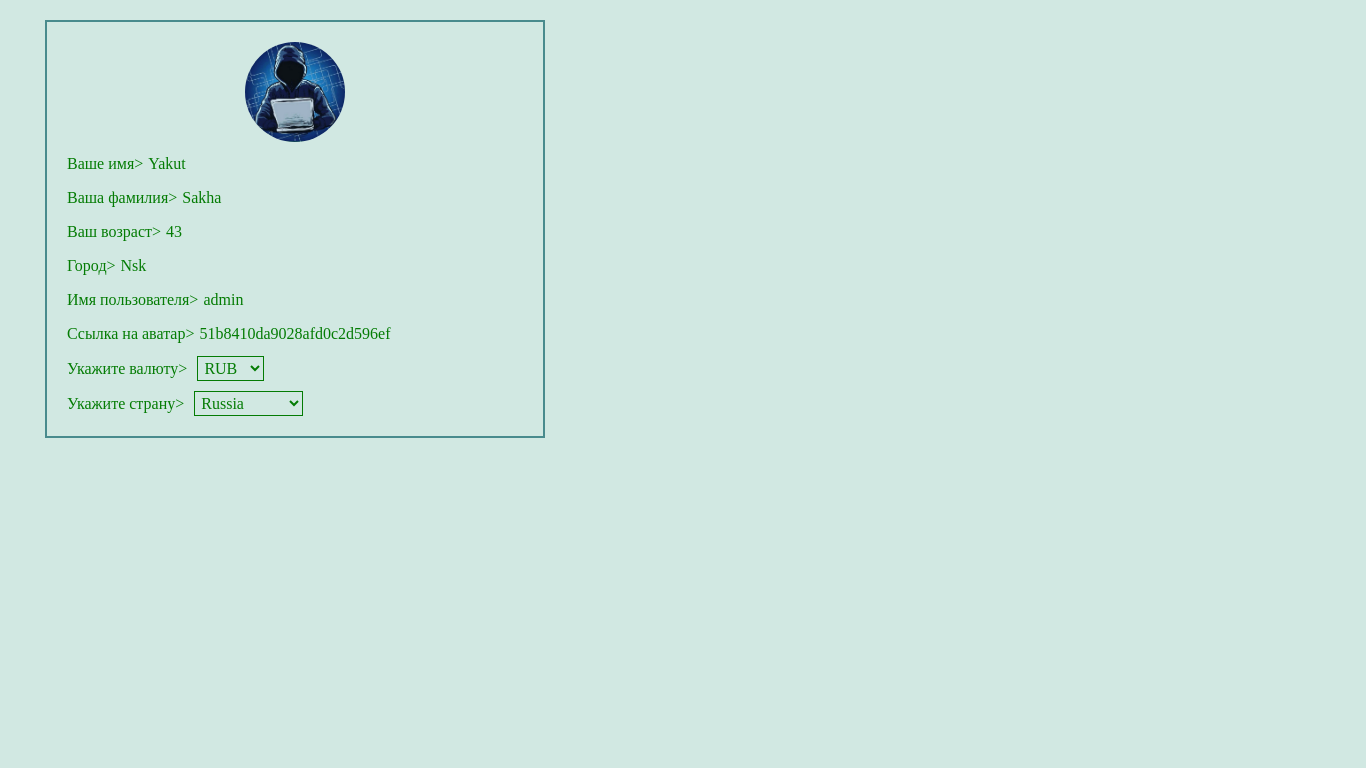 Ваше имя> Yakut
Ваша фамилия> Sakha
Ваш возраст> 43
Город> Nsk
Имя пользователя> admin
Ссылка на аватар> 51b8410da9028afd0c2d596ef
Укажите валюту> RUB
Укажите страну> Russia